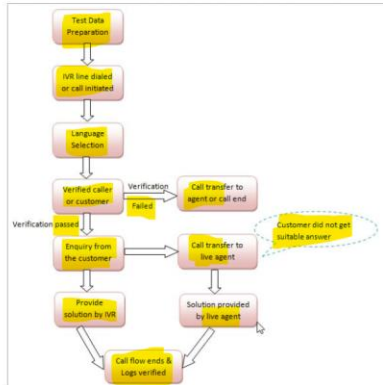 Test Data
Preparation
IVR line dialed
or call initiated
Language
Selection
Verified caller
or customer
Verification
Failed
Call transfer to
agent or call end
Verification passed
Enquiry from
the customer
Call transfer to
live agent
Customer did not get
suitable answer
Provide
solution by IVR
Solution provided
by live agent
Call flow ends &
Logs verified